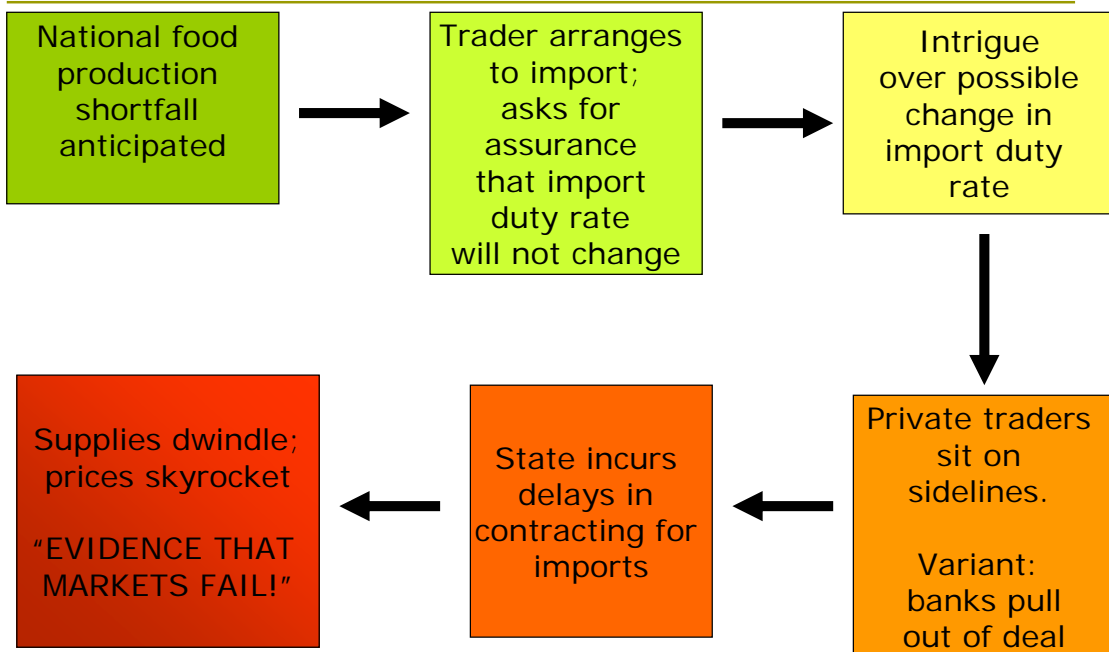 National food
production
shortfall
anticipated
Trader arranges
to import;
asks for
assurance
that import
duty rate
will not change
Intrigue
over possible
change in
import duty
rate
Private traders
sit on
sidelines.
Variant:
banks pull
out of deal
State incurs
delays in
contracting for
imports
Supplies dwindle;
prices skyrocket
“EVIDENCE THAT
MARKETS FAIL!”